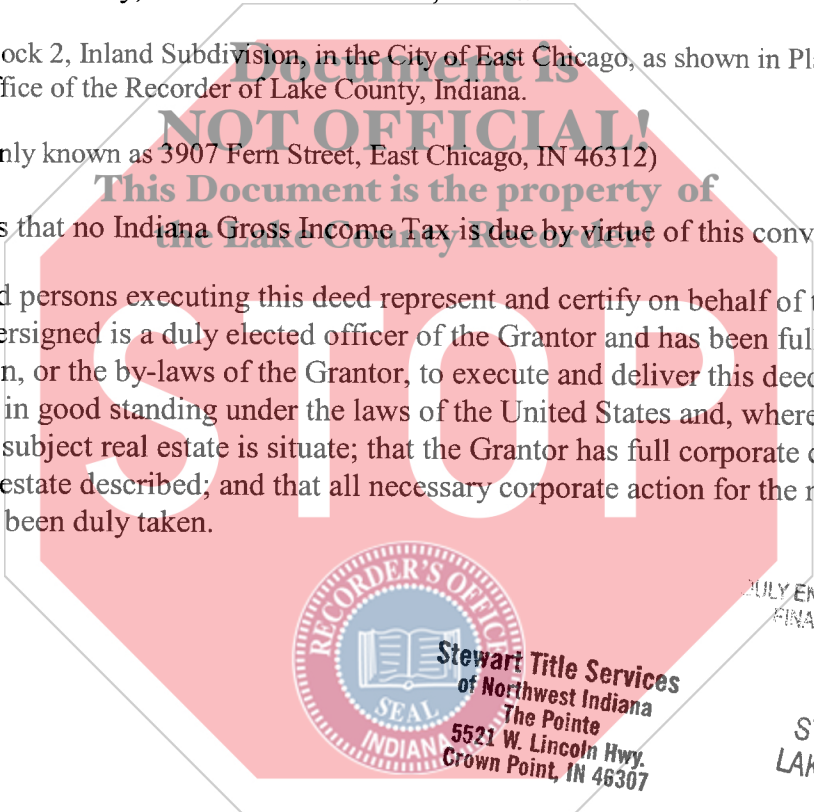 ock 2, Inland Subdivision, in the City of East Chicago, as shown in Pla
fice of the Recorder of Lake County, Indiana.
nly known as 3907 Fern Street, East Chicago, IN 46312)
s that no Indiana Gross Income Tax is due by virtue of this conv
d persons executing this deed represent and certify on behalf of t
ersigned is a duly elected officer of the Grantor and has been ful
n, or the by-laws of the Grantor, to execute and deliver this deed
in good standing under the laws of the United States and, where
subject real estate is situate; that the Grantor has full corporate c
estate described; and that all necessary corporate action for the
been duly taken.
Document is
NOT OFFICIAL!
This Document is the property of
the Lake County Recorder!
STOP
RECORDER'S OFFICE
SEAL
INDIANA
Stewart Title Services
of Northwest Indiana
The Pointe
5521 W. Lincoln Hwy.
Crown Point, IN 46307
DULY EN
FINA
S
LAK